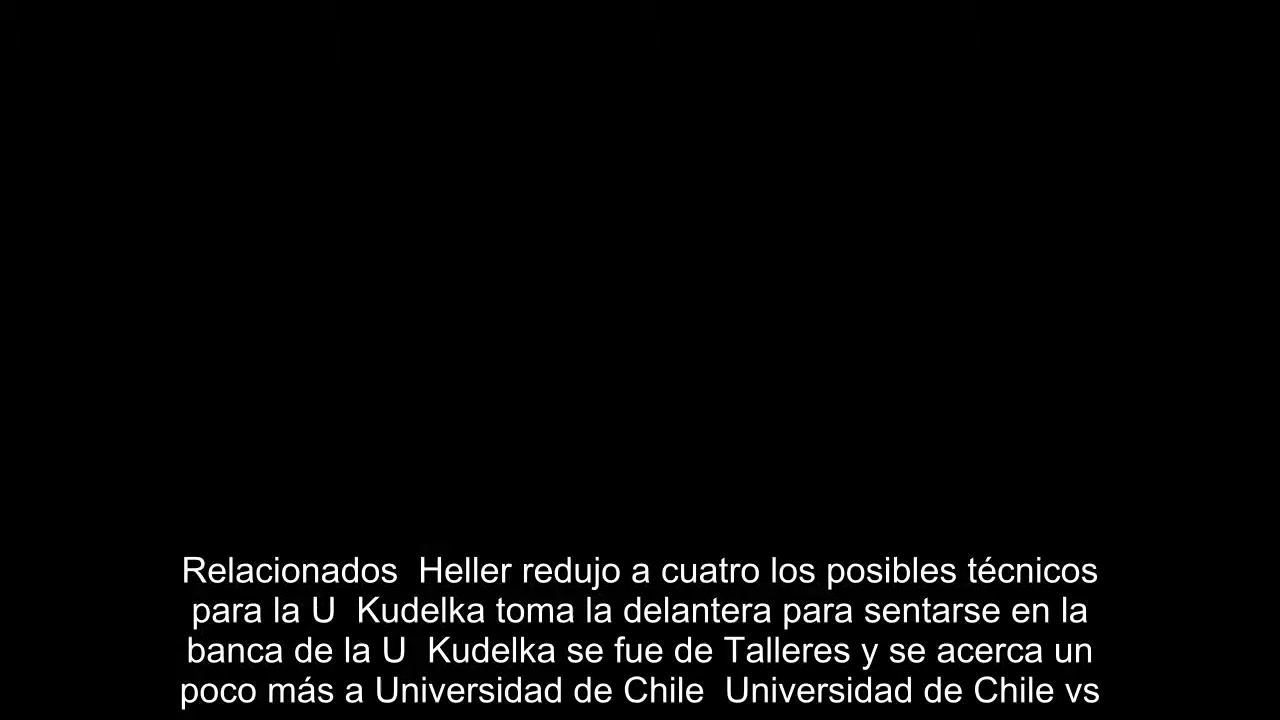 Relacionados  Heller redujo a cuatro los posibles técnicos
para la U  Kudelka toma la delantera para sentarse en la
banca de la U  Kudelka se fue de Talleres y se acerca un
poco más a Universidad de Chile  Universidad de Chile vs